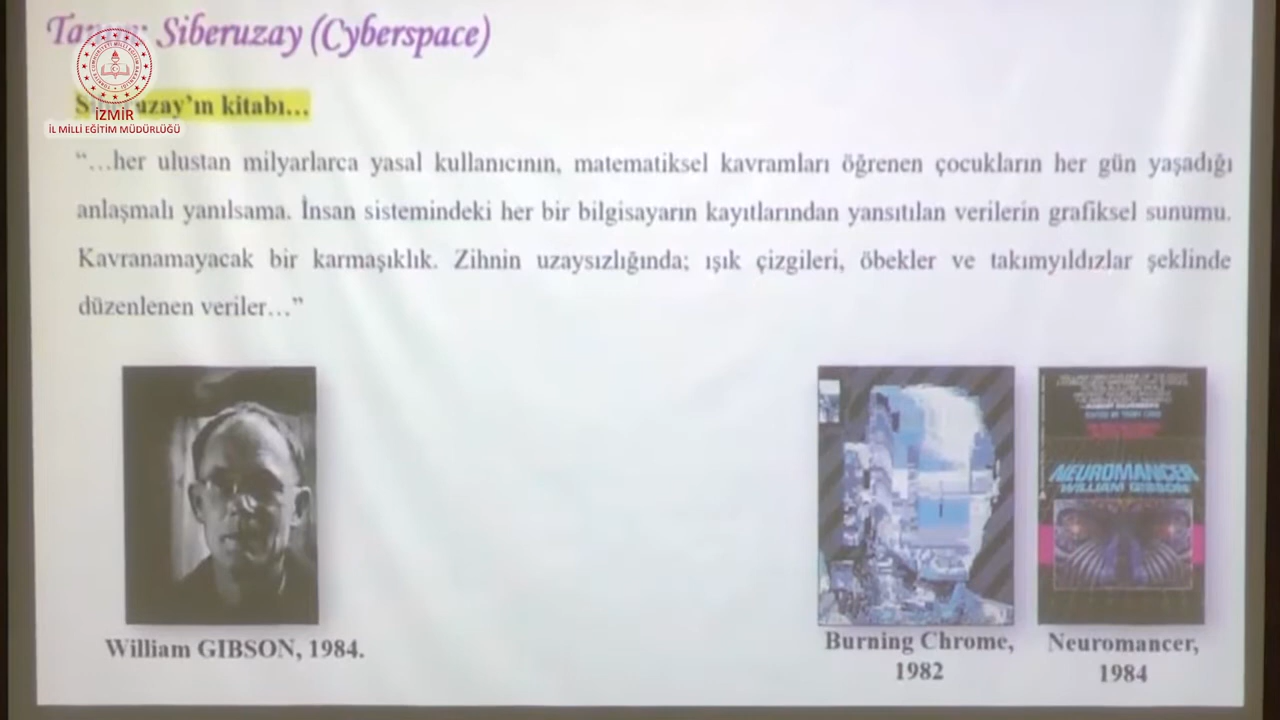 Siberuzay (Cyberspace)
İZMİR
İL MİLLİ EĞİTİM MÜDÜRLÜĞÜ
kitabı...
“...her ulustan milyarlarca yasal kullanıcının, matematiksel kavramları öğrenen çocukların her gün yaşadığı
anlaşmalı yanılsama. İnsan sistemindeki her bir bilgisayarın kayıtlarından yansıtılan verilerin grafiksel sunumu.
Kavranamayacak bir karmaşıklık. Zihnin uzaysızlığında; ışık çizgileri, öbekler ve takımyıldızlar şeklinde
düzenlenen veriler...”
NEUROMANCER
WILLIAM GIBSON
William GIBSON, 1984.
Burning Chrome,
1982
Neuromancer,
1984